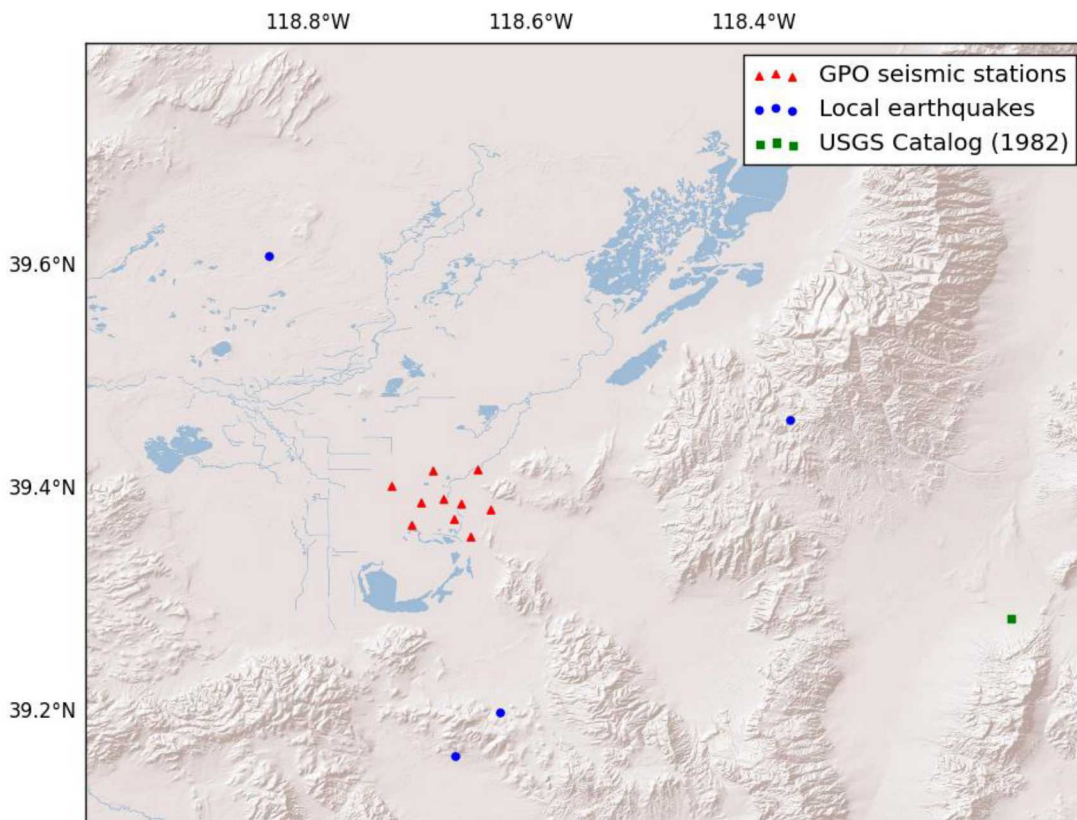 118.8°W 118.6°W 118.4°W
GPO seismic stations
Local earthquakes
USGS Catalog (1982)
39.6°N
39.4°N
39.2°N